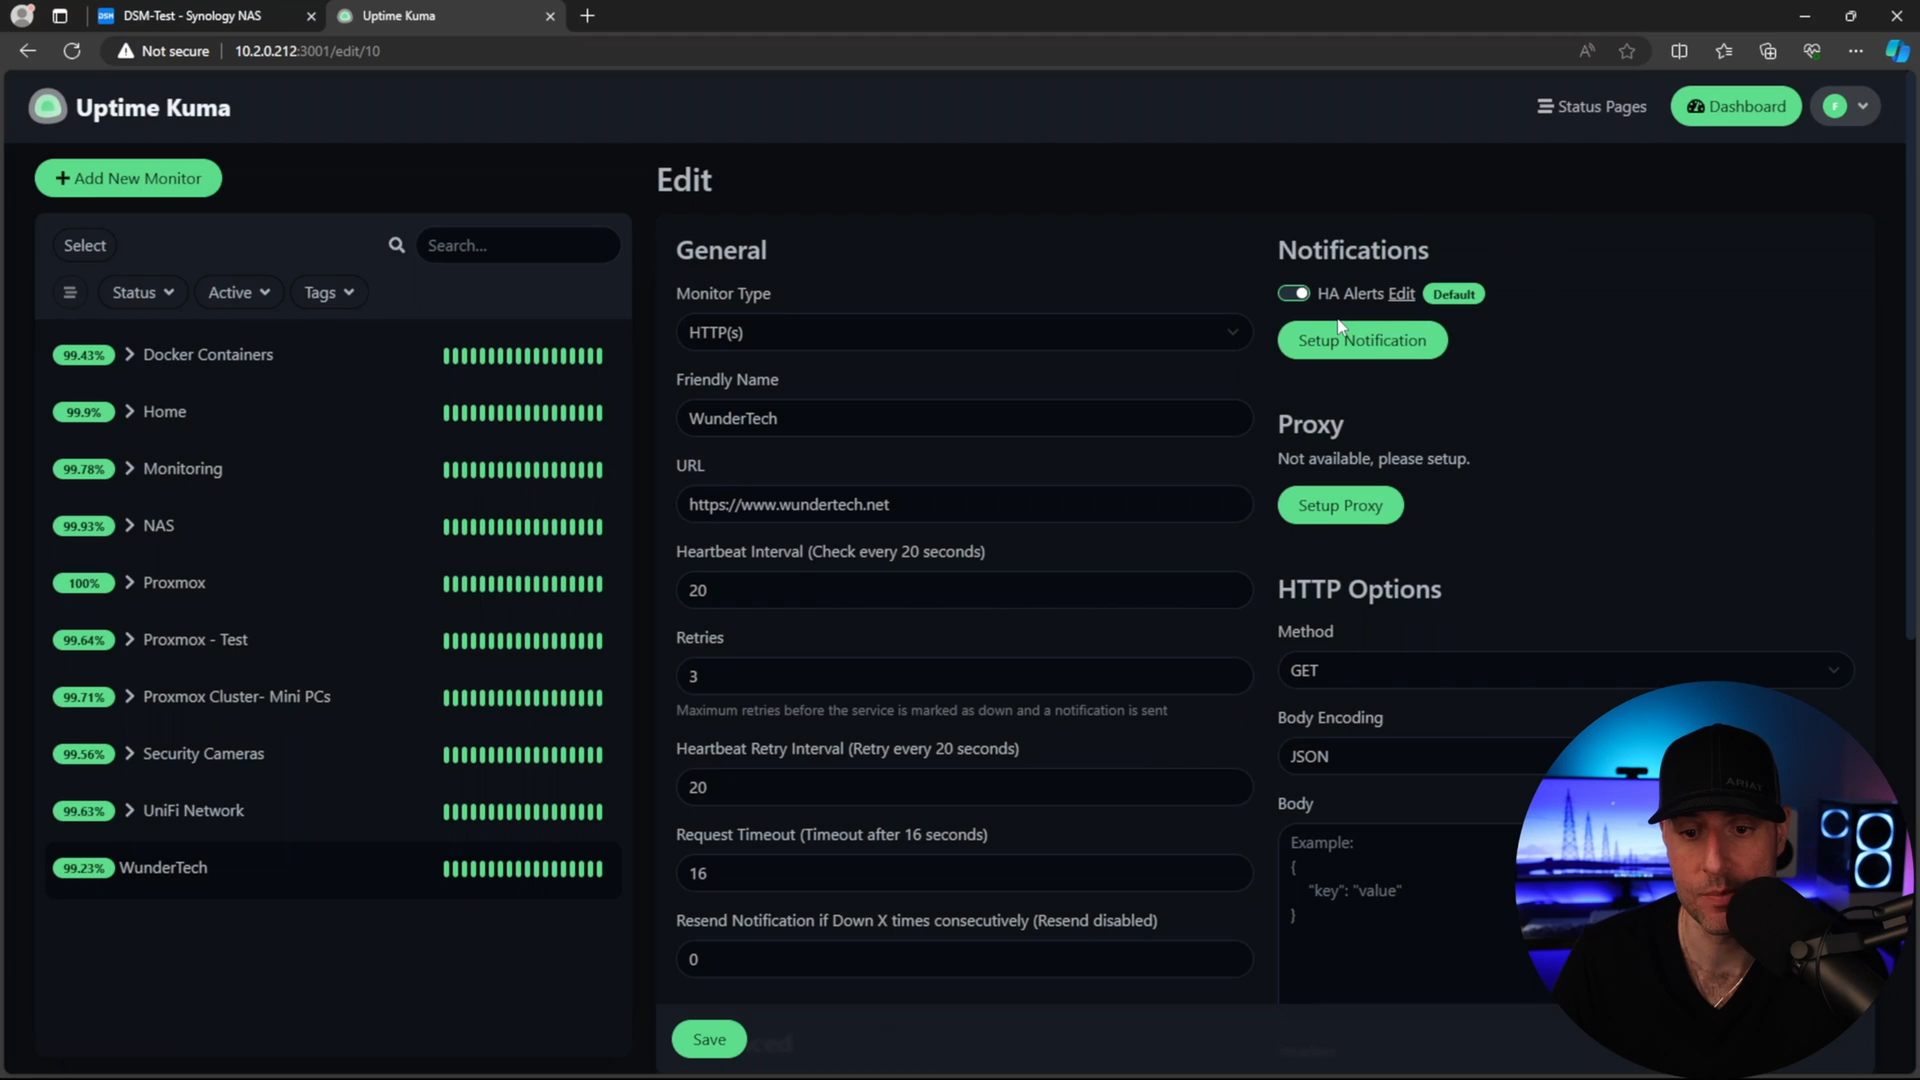 DSM-Test - Synology NAS
Uptime Kuma
Not secure
10.2.0.212:3001/edit/10
Uptime Kuma
Status Pages
Dashboard
F
+ Add New Monitor
Select
Search...
Status
Active
Tags
99.43% Docker Containers
99.9% Home
99.78% Monitoring
99.93% NAS
100% Proxmox
99.64% Proxmox - Test
99.71% Proxmox Cluster- Mini PCs
99.56% Security Cameras
99.63% UniFi Network
99.23% WunderTech
Edit
General
Monitor Type
HTTP(s)
Friendly Name
WunderTech
URL
https://www.wundertech.net
Heartbeat Interval (Check every 20 seconds)
20
Retries
3
Maximum retries before the service is marked as down and a notification is sent
Heartbeat Retry Interval (Retry every 20 seconds)
20
Request Timeout (Timeout after 16 seconds)
16
Resend Notification if Down X times consecutively (Resend disabled)
0
Save
Notifications
HA Alerts Edit Default
Setup Notification
Proxy
Not available, please setup.
Setup Proxy
HTTP Options
Method
GET
Body Encoding
JSON
Body
Example:
{
"key": "value"
}
ARIAT